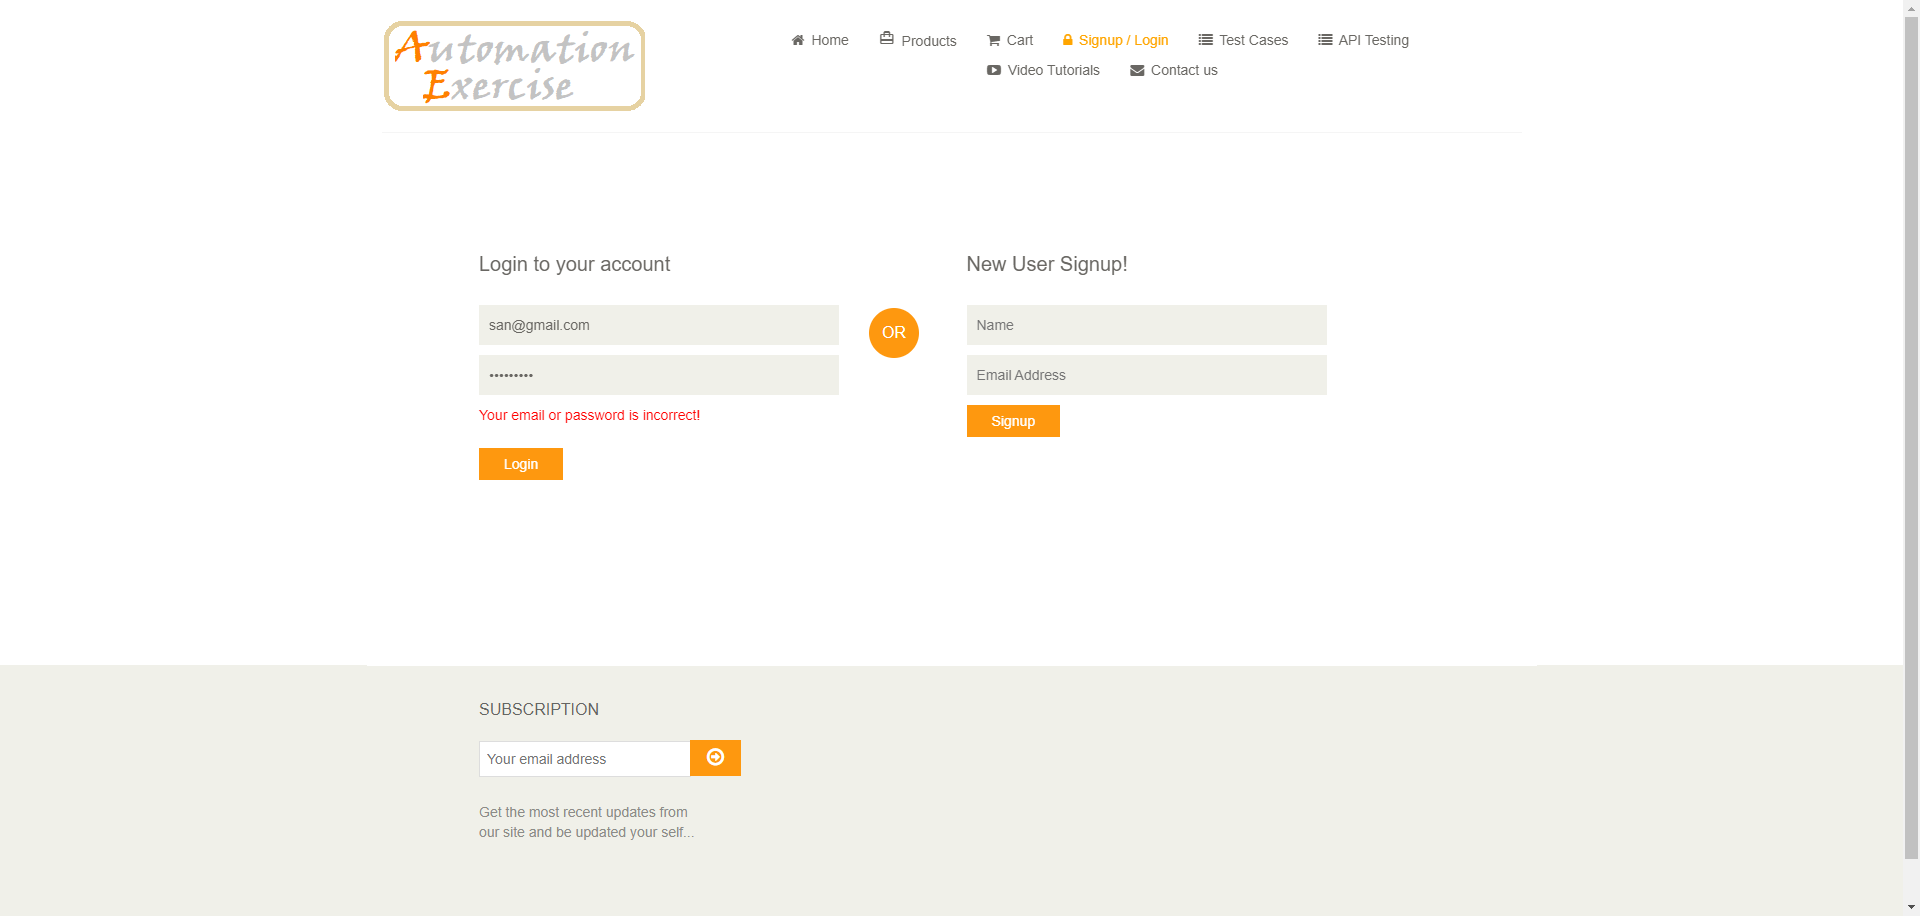 Automation
Exercise
Home Products Cart Signup / Login Test Cases API Testing
Video Tutorials Contact us
Login to your account
san@gmail.com
•••••••••
Your email or password is incorrect!
Login
OR
New User Signup!
Name
Email Address
Signup
SUBSCRIPTION
Your email address
Get the most recent updates from
our site and be updated your self...